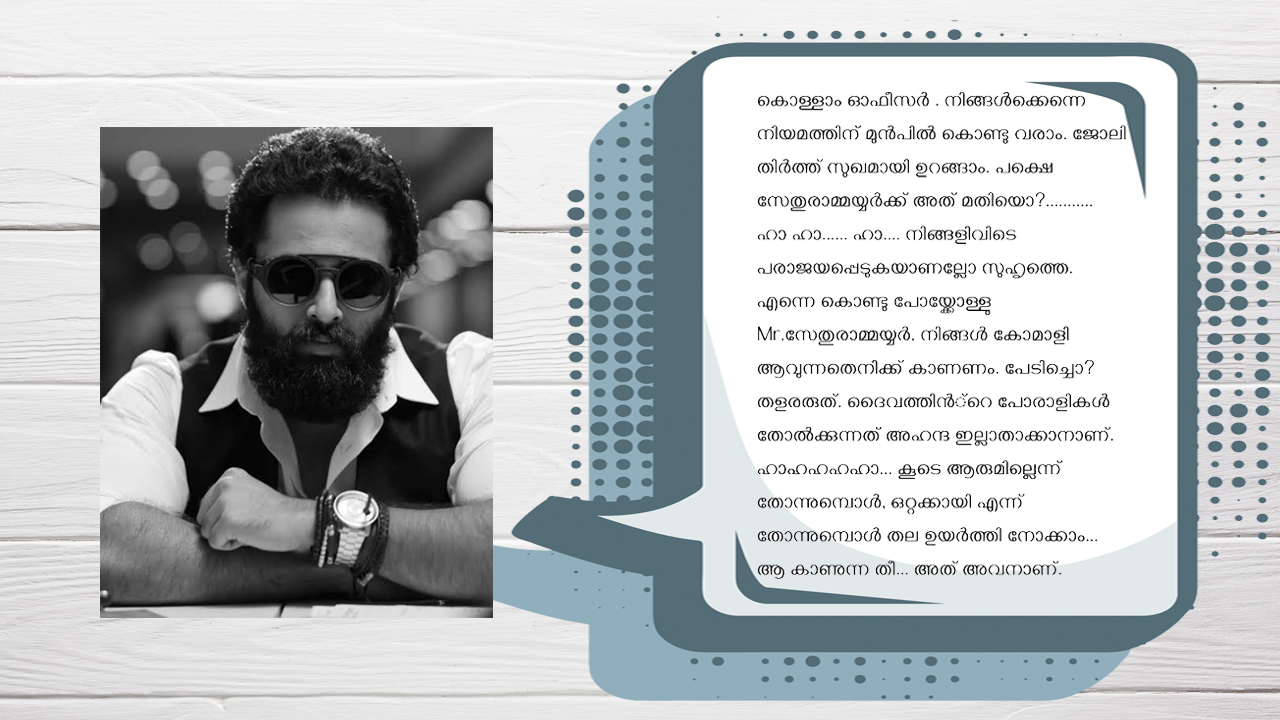 കൊള്ളാം ഓഫീസർ . നിങ്ങൾക്കെന്നെ
നിയമത്തിന് മുൻപിൽ കൊണ്ടു വരാം. ജോലി
തിർത്ത് സുഖമായി ഉറങ്ങാം. പക്ഷെ
സേതുരാമ്മയ്യർക്ക് അത് മതിയൊ?...........
ഹാ ഹാ...... ഹാ.... നിങ്ങളിവിടെ
പരാജയപ്പെടുകയാണല്ലോ സുഹൃത്തെ.
എന്നെ കൊണ്ടു പോയ്ക്കോള്ളു
Mr.സേതുരാമ്മയ്യർ. നിങ്ങൾ കോമാളി
ആവുന്നതെനിക്ക് കാണണം. പേടിച്ചൊ?
തളരരുത്. ദൈവത്തിൻ്റെ പോരാളികൾ
തോൽക്കുന്നത് അഹന്ദ ഇല്ലാതാക്കാനാണ്.
ഹാഹഹഹഹാ... കൂടെ ആരുമില്ലെന്ന്
തോന്നുമ്പൊൾ, ഒറ്റക്കായി എന്ന്
തോന്നുമ്പൊൾ തല ഉയർത്തി നോക്കാം...
ആ കാണുന്ന തീ... അത് അവനാണ്.